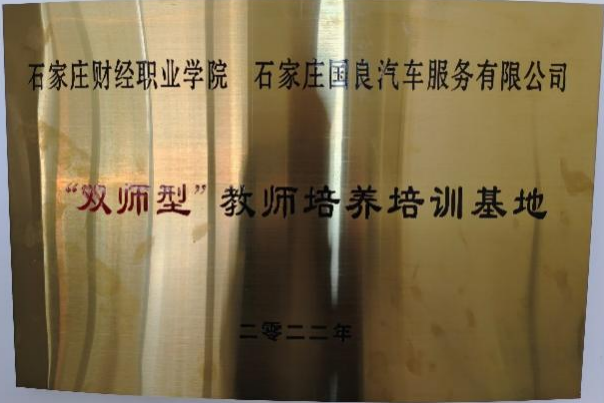 石家庄财经职业学院 石家庄国良汽车服务有限公司
“双师型”教师培养培训基地
二零二二年